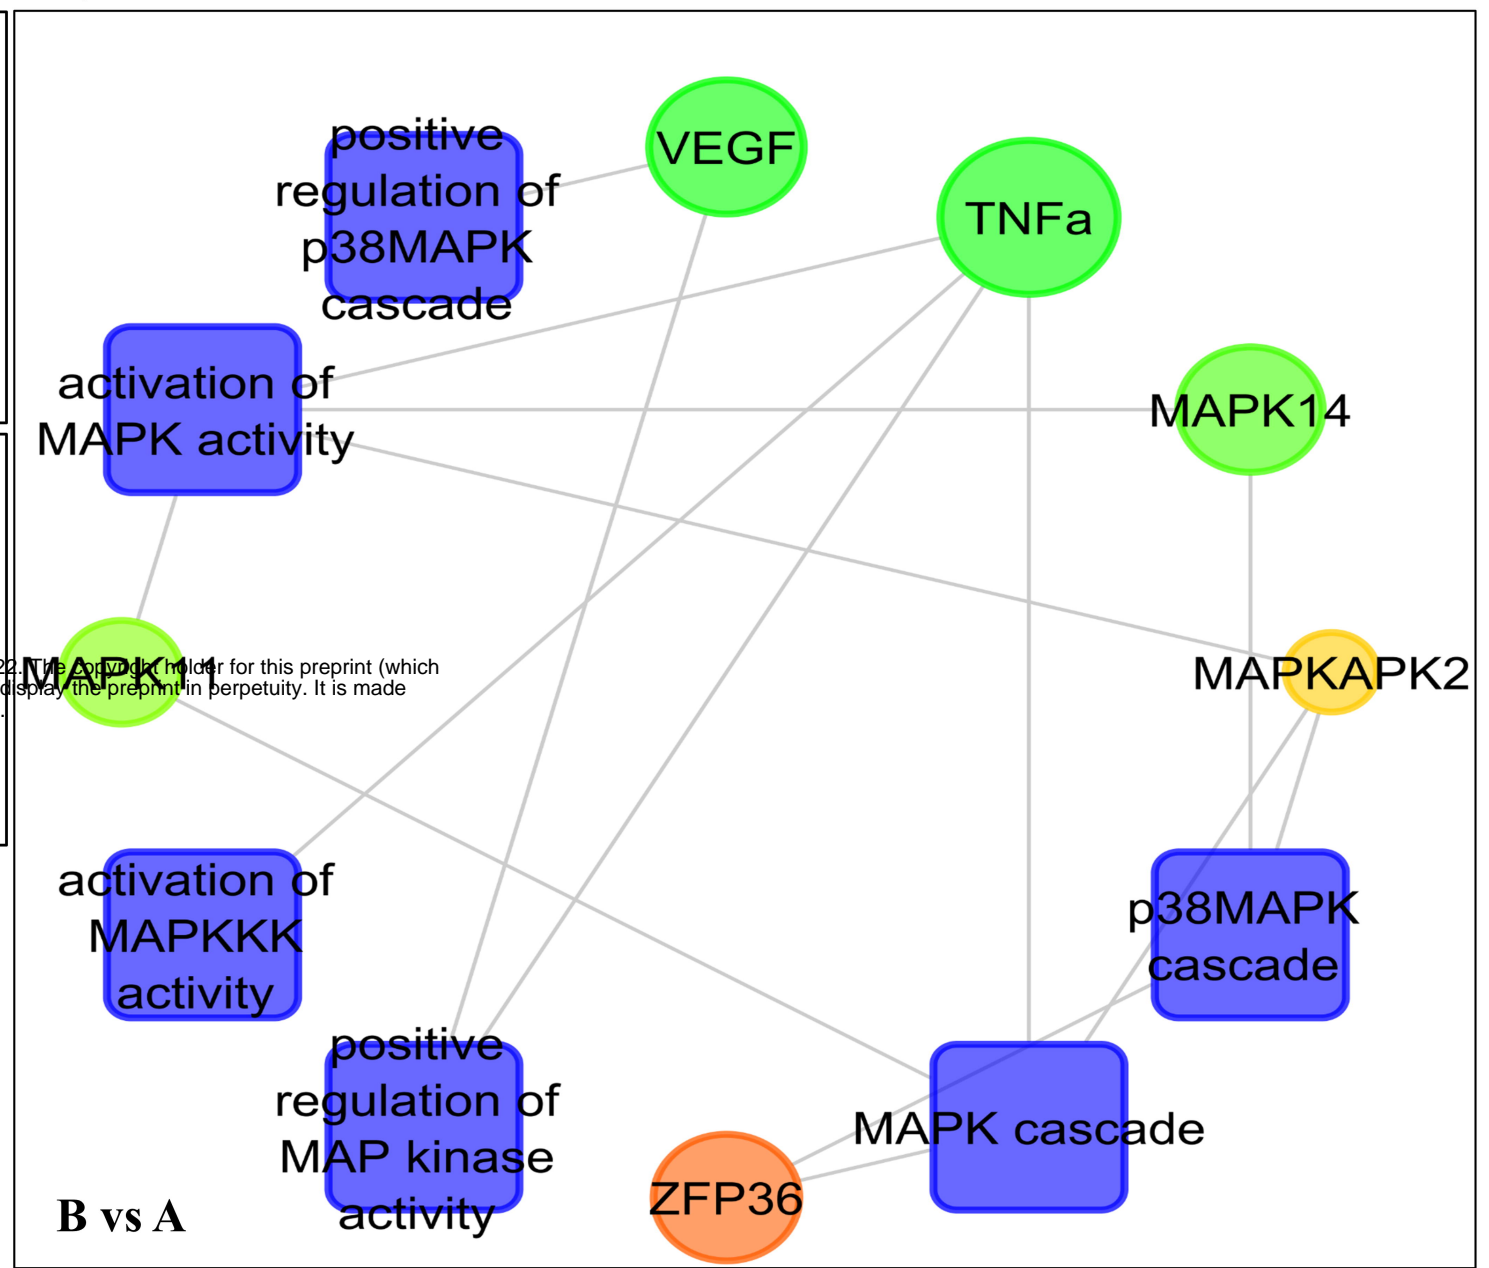 positive
regulation of
p38MAPK
cascade
VEGF
TNFa
activation of
MAPK activity
MAPK14
MAPK11
22. The copyright holder for this preprint (which
display the preprint in perpetuity. It is made
.
MAPKAPK2
activation of
MAPKKK
activity
p38MAPK
cascade
positive
regulation of
MAP kinase
activity
MAPK cascade
ZFP36
B vs A